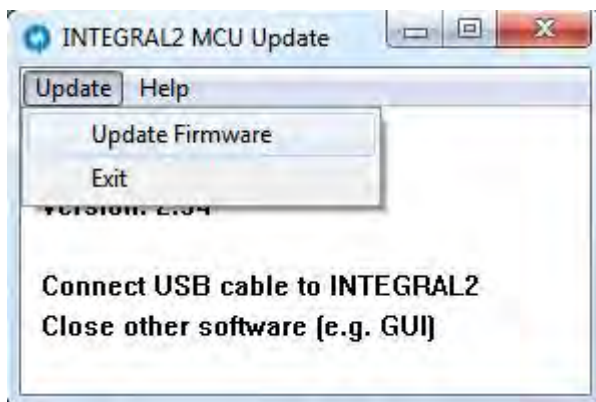 INTEGRAL2 MCU Update
Update Help
Update Firmware
Exit
Connect USB cable to INTEGRAL2
Close other software (e.g. GUI)